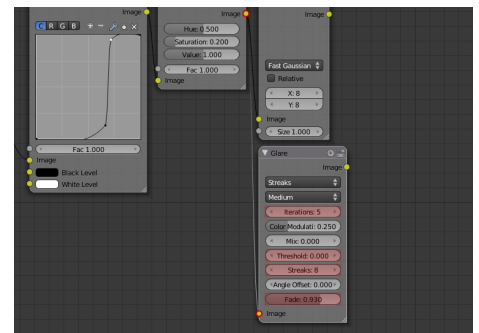 Image
C R G B
Fac 1.000
Image
Black Level
White Level
Image
Hue: 0.500
Saturation: 0.200
Value: 1.000
Fac 1.000
Image
Image
Fast Gaussian
Relative
X: 8
Y: 8
Image
Size 1.000
Glare
Image
Streaks
Medium
Iterations: 5
Color Modulati: 0.250
Mix: 0.000
Threshold: 0.000
Streaks: 8
Angle Offset: 0.000
Fade: 0.930
Image